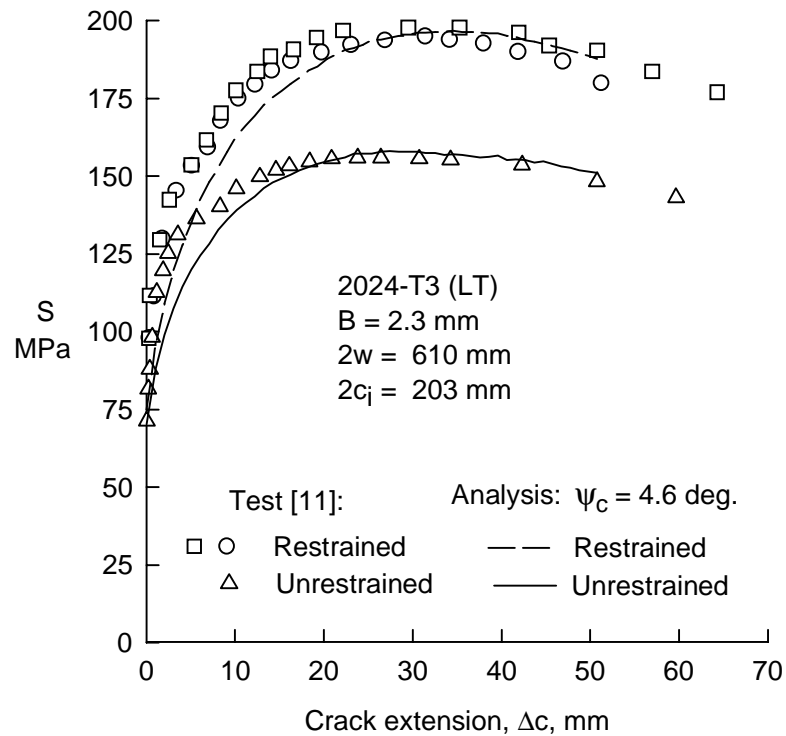 200
175
150
125
100
75
50
25
0
S
MPa
2024-T3 (LT)
B = 2.3 mm
2w = 610 mm
2cᵢ = 203 mm
Test [11]:
Restrained
Unrestrained
Analysis: ψc = 4.6 deg.
Restrained
Unrestrained
0 10 20 30 40 50 60 70
Crack extension, Δc, mm